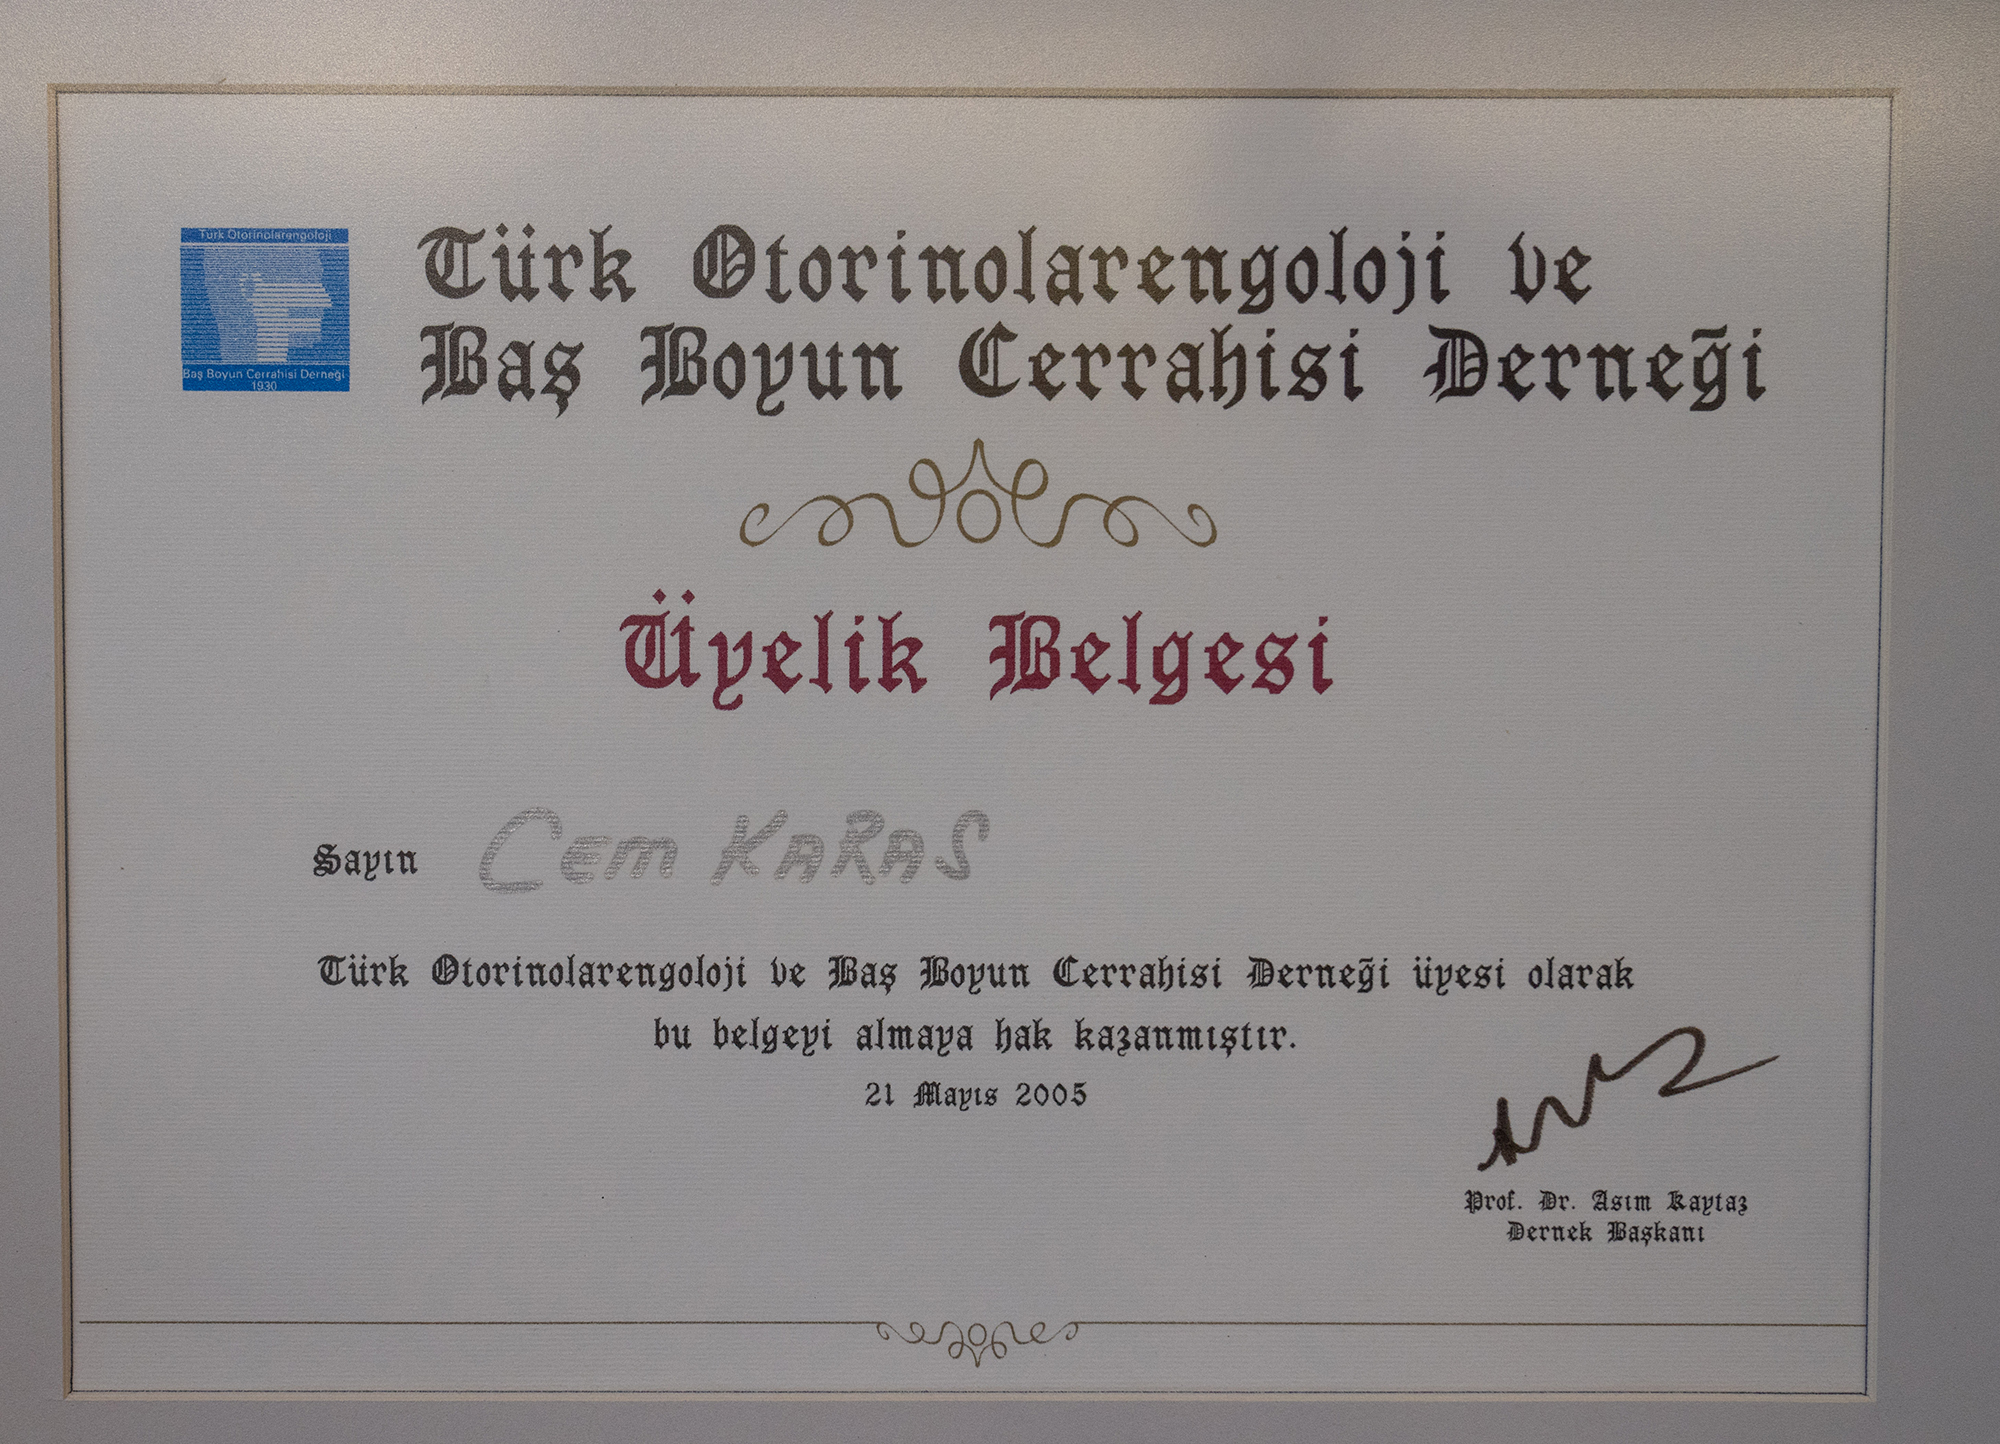 Türk Otorinolarengoloji
Baş Boyun Cerrahisi Derneği
1930
Türk Otorinolarengoloji ve
Baş Boyun Cerrahisi Derneği
Üyelik Belgesi
Sayın CEM KARAS
Türk Otorinolarengoloji ve Baş Boyun Cerrahisi Derneği üyesi olarak
bu belgeyi almaya hak kazanmıştır.
21 Mayıs 2005
Prof. Dr. Asım Kaytaz
Dernek Başkanı